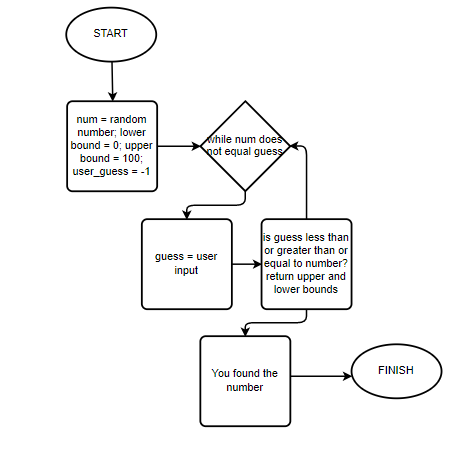 START
num = random
number; lower
bound = 0; upper
bound = 100;
user_guess = -1
while num does
not equal guess
guess = user
input
is guess less than
or greater than or
equal to number?
return upper and
lower bounds
You found the
number
FINISH